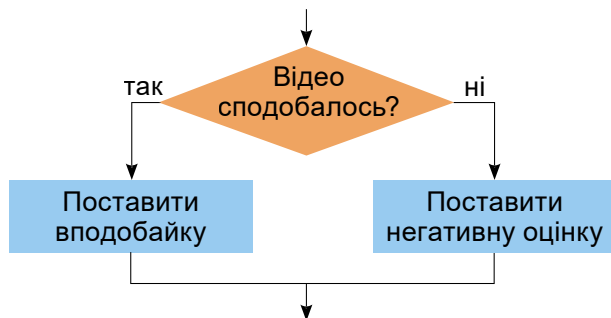 Відео
сподобалось?
так
ні
Поставити
вподобайку
Поставити
негативну оцінку